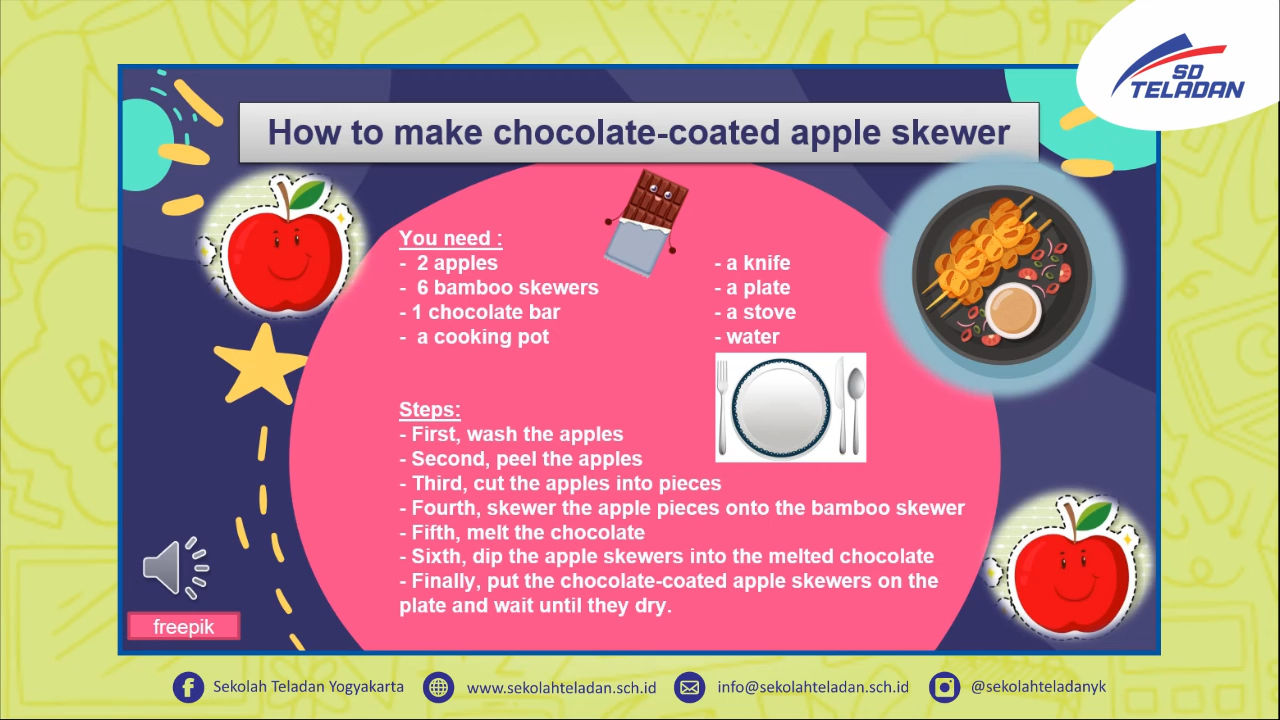 SD
TELADAN
How to make chocolate-coated apple skewer
You need :
- 2 apples
- 6 bamboo skewers
- 1 chocolate bar
- a cooking pot
- a knife
- a plate
- a stove
- water
Steps:
- First, wash the apples
- Second, peel the apples
- Third, cut the apples into pieces
- Fourth, skewer the apple pieces onto the bamboo skewer
- Fifth, melt the chocolate
- Sixth, dip the apple skewers into the melted chocolate
- Finally, put the chocolate-coated apple skewers on the
plate and wait until they dry.
freepik
Sekolah Teladan Yogyakarta
www.sekolahteladan.sch.id
info@sekolahteladan.sch.id
@sekolahteladanyk